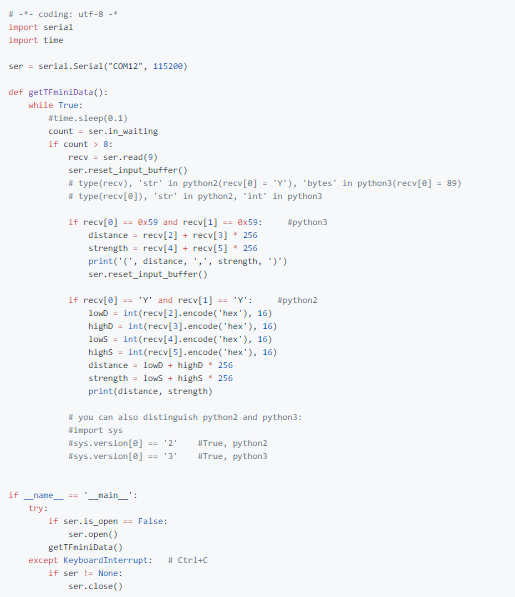 # -*- coding: utf-8 -*
import serial
import time

ser = serial.Serial("COM12", 115200)

def getTFminiData():
    while True:
        #time.sleep(0.1)
        count = ser.in_waiting
        if count > 8:
            recv = ser.read(9)
            ser.reset_input_buffer()
            # type(recv), 'str' in python2(recv[0] = 'Y'), 'bytes' in python3(recv[0] = 89)
            # type(recv[0]), 'str' in python2, 'int' in python3

            if recv[0] == 0x59 and recv[1] == 0x59:     #python3
                distance = recv[2] + recv[3] * 256
                strength = recv[4] + recv[5] * 256
                print('(', distance, ',', strength, ')')
                ser.reset_input_buffer()

            if recv[0] == 'Y' and recv[1] == 'Y':     #python2
                lowD = int(recv[2].encode('hex'), 16)
                highD = int(recv[3].encode('hex'), 16)
                lowS = int(recv[4].encode('hex'), 16)
                highS = int(recv[5].encode('hex'), 16)
                distance = lowD + highD * 256
                strength = lowS + highS * 256
                print(distance, strength)

            # you can also distinguish python2 and python3:
            #import sys
            #sys.version[0] == '2'    #True, python2
            #sys.version[0] == '3'    #True, python3


if __name__ == '__main__':
    try:
        if ser.is_open == False:
            ser.open()
        getTFminiData()
    except KeyboardInterrupt:   # Ctrl+C
        if ser != None:
            ser.close()